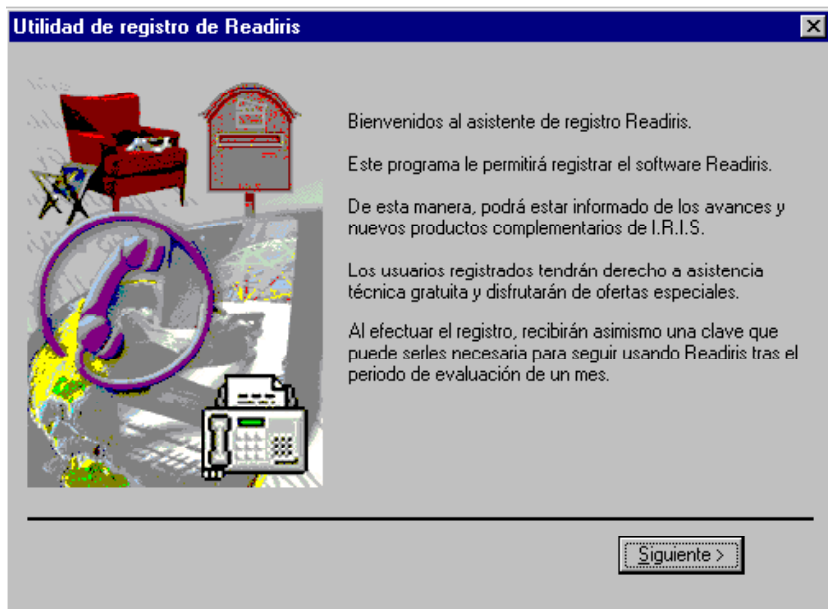 Utilidad de registro de Readiris
Bienvenidos al asistente de registro Readiris.
Este programa le permitirá registrar el software Readiris.
De esta manera, podrá estar informado de los avances y
nuevos productos complementarios de I.R.I.S.
Los usuarios registrados tendrán derecho a asistencia
técnica gratuita y disfrutarán de ofertas especiales.
Al efectuar el registro, recibirán asimismo una clave que
puede serles necesaria para seguir usando Readiris tras el
periodo de evaluación de un mes.
Siguiente >